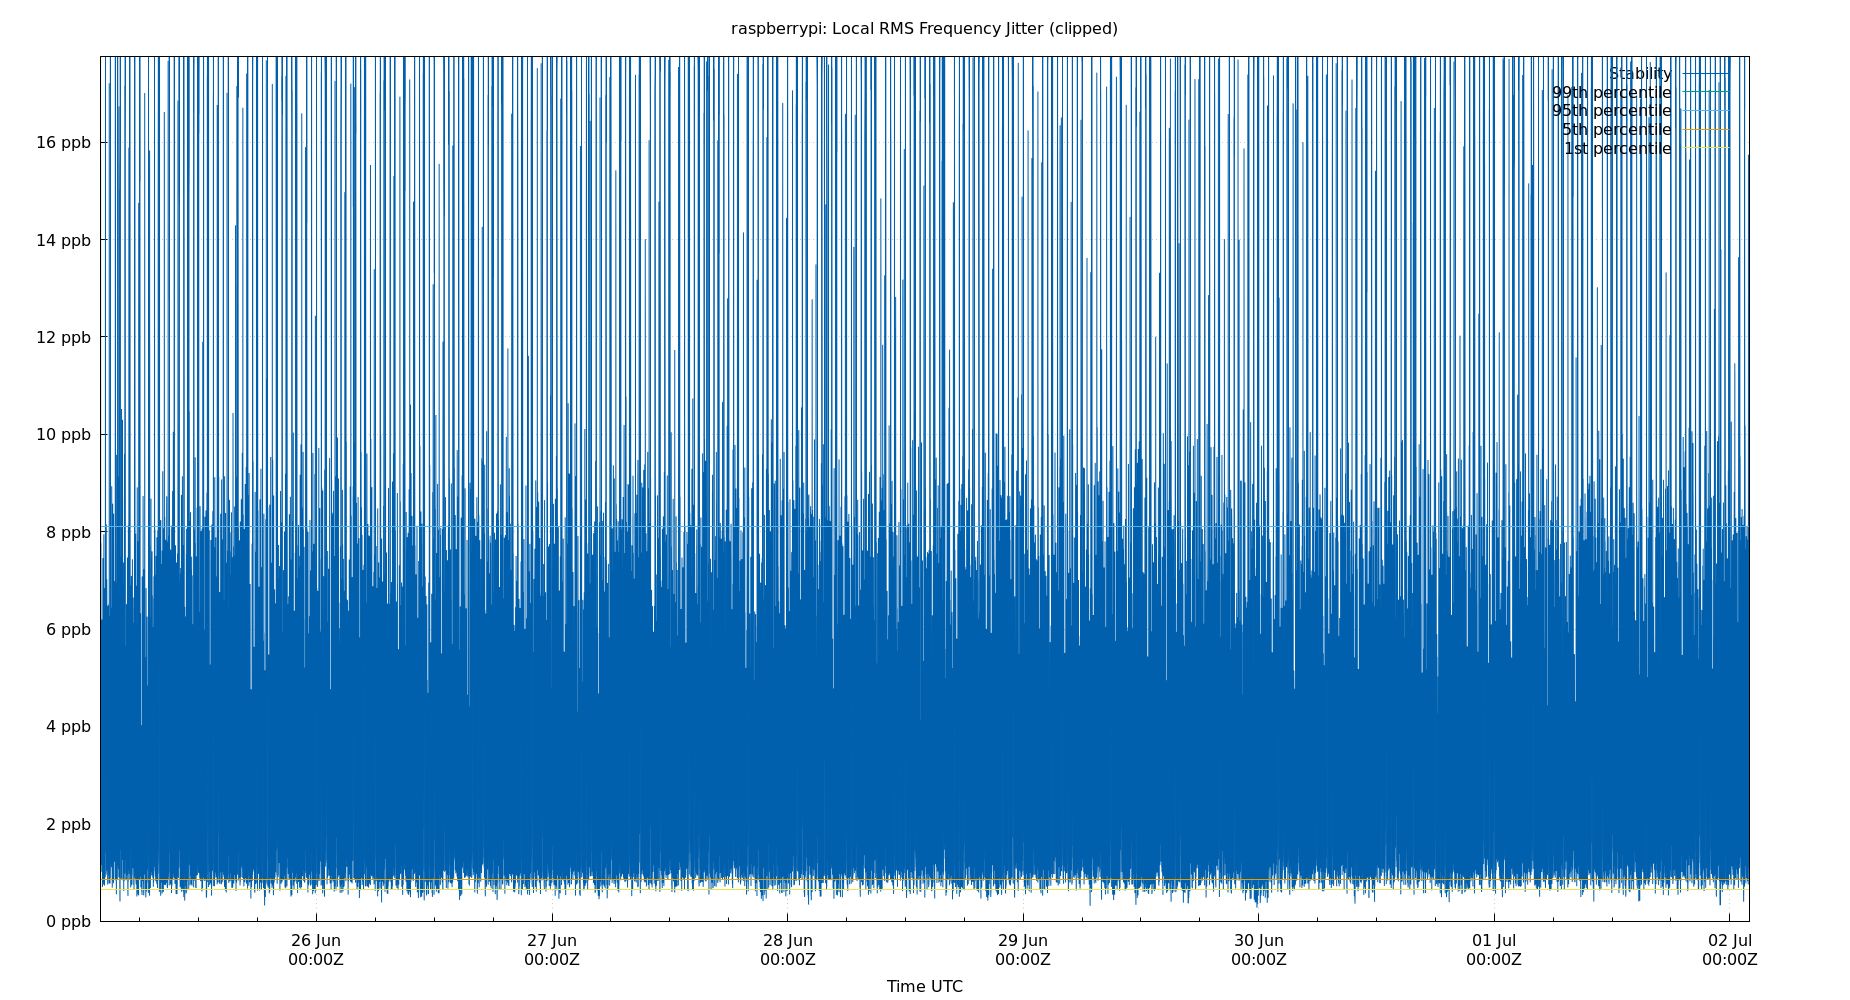 raspberrypi: Local RMS Frequency Jitter (clipped)
Stability
99th percentile
95th percentile
5th percentile
1st percentile
16 ppb
14 ppb
12 ppb
10 ppb
8 ppb
6 ppb
4 ppb
2 ppb
0 ppb
26 Jun 27 Jun 28 Jun 29 Jun 30 Jun 01 Jul 02 Jul
00:00Z 00:00Z 00:00Z 00:00Z 00:00Z 00:00Z 00:00Z
Time UTC